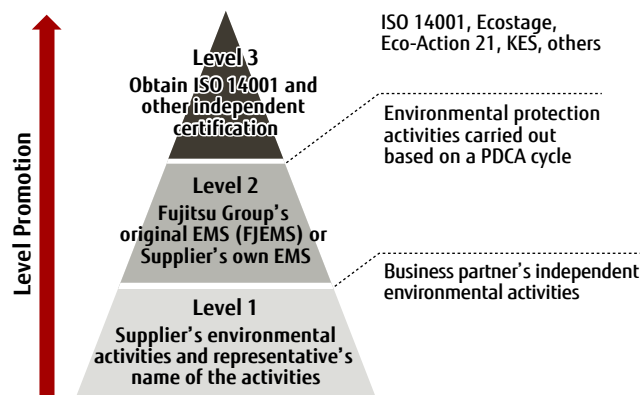 Level Promotion
Level 3
Obtain ISO 14001 and
other independent
certification
ISO 14001, Ecostage,
Eco-Action 21, KES, others
Level 2
Fujitsu Group's
original EMS (FJEMS) or
Supplier's own EMS
Environmental protection
activities carried out
based on a PDCA cycle
Level 1
Supplier's environmental
activities and representative's
name of the activities
Business partner's independent
environmental activities